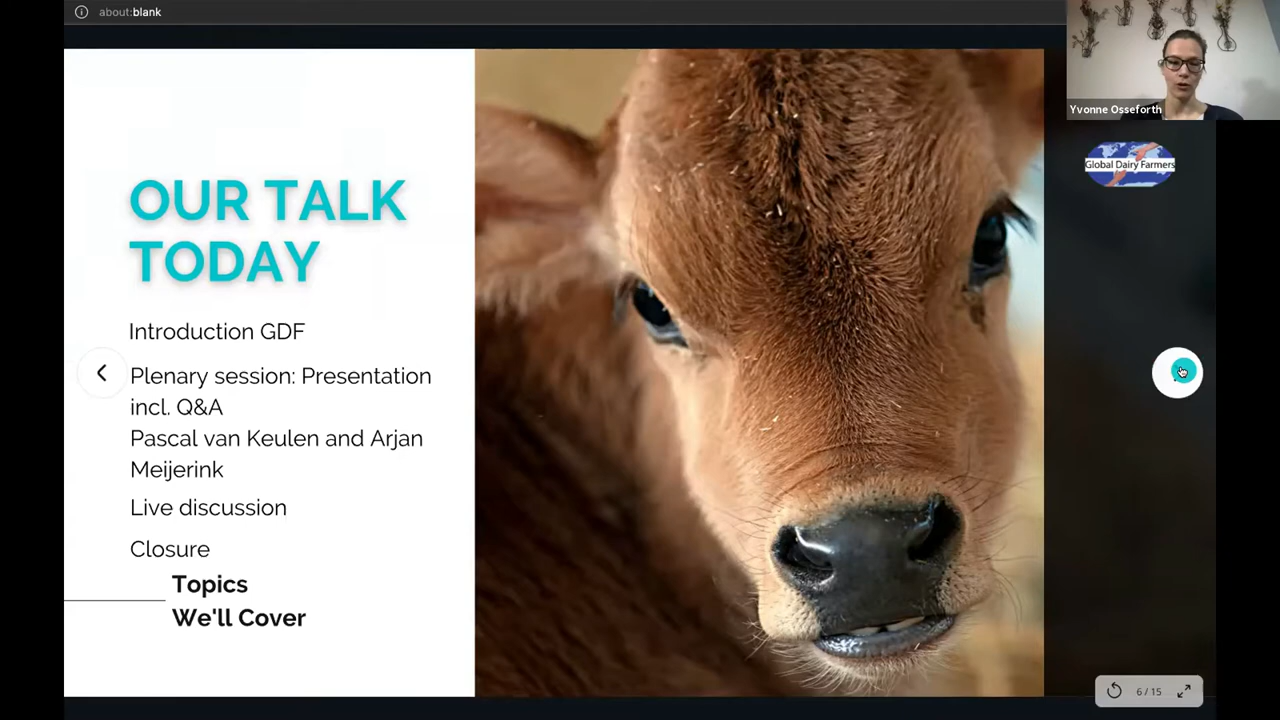 about:blank
Yvonne Osseforth
Global Dairy Farmers
OUR TALK
TODAY
Introduction GDF
Plenary session: Presentation
incl. Q&A
Pascal van Keulen and Arjan
Meijerink
Live discussion
Closure
Topics
We'll Cover
6 / 15